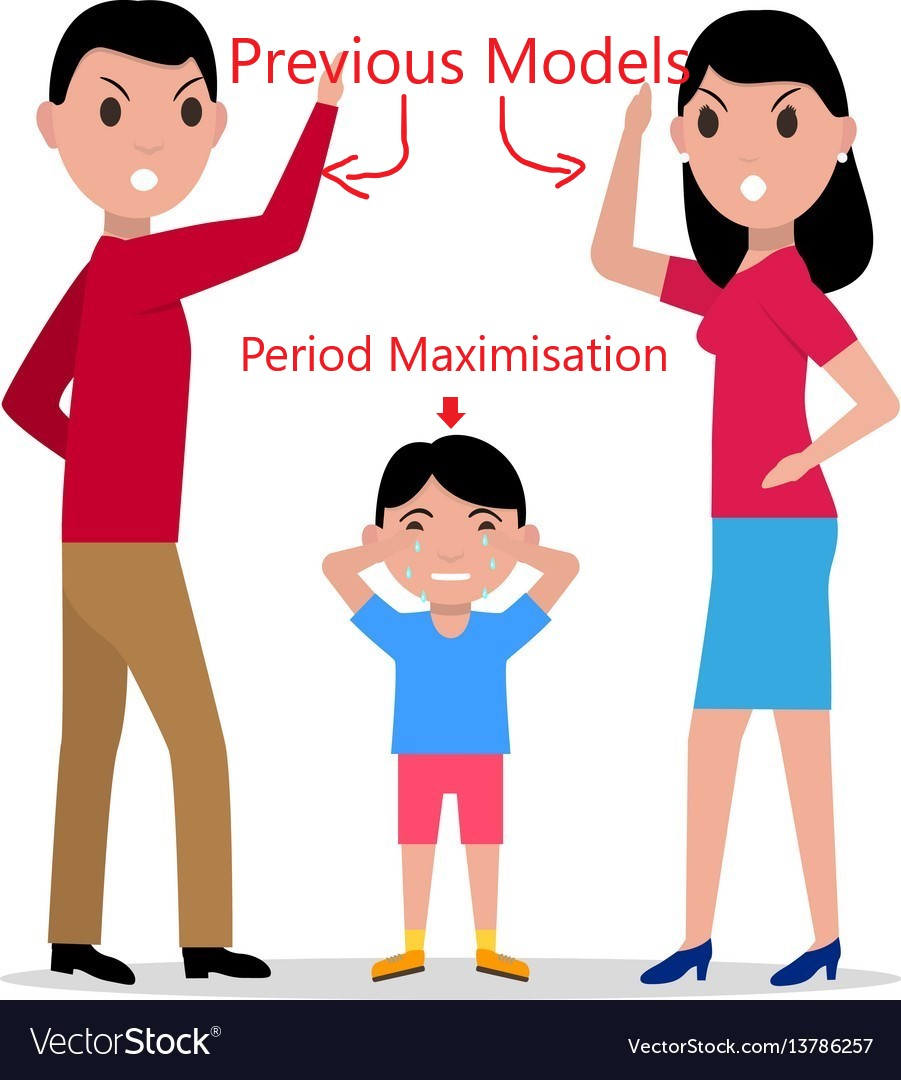 Previous Models
Period Maximisation
VectorStock®
VectorStock.com/13786257